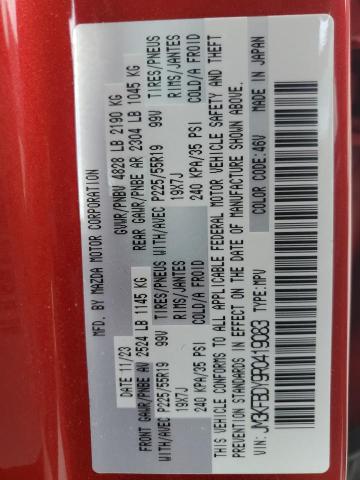 MFD. BY MAZDA MOTOR CORPORATION
DATE 11/23 GVWR/PNBV 4828 LB 2190 KG
FRONT GAWR/PNBE AV 2524 LB 1145 KG REAR GAWR/PNBE AR 2304 LB 1045 KG
WITH/AVEC P225/55R19 99V TIRES/PNEUS WITH/AVEC P225/55R19 99V TIRES/PNEUS
19X7J RIMS/JANTES 19X7J RIMS/JANTES
240 KPA/35 PSI COLD/A FROID 240 KPA/35 PSI COLD/A FROID
THIS VEHICLE CONFORMS TO ALL APPLICABLE FEDERAL MOTOR VEHICLE SAFETY AND THEFT
PREVENTION STANDARDS IN EFFECT ON THE DATE OF MANUFACTURE SHOWN ABOVE.
VIN: JM3KFBDY9R0419083 TYPE: MPV COLOR: 46V MADE IN JAPAN